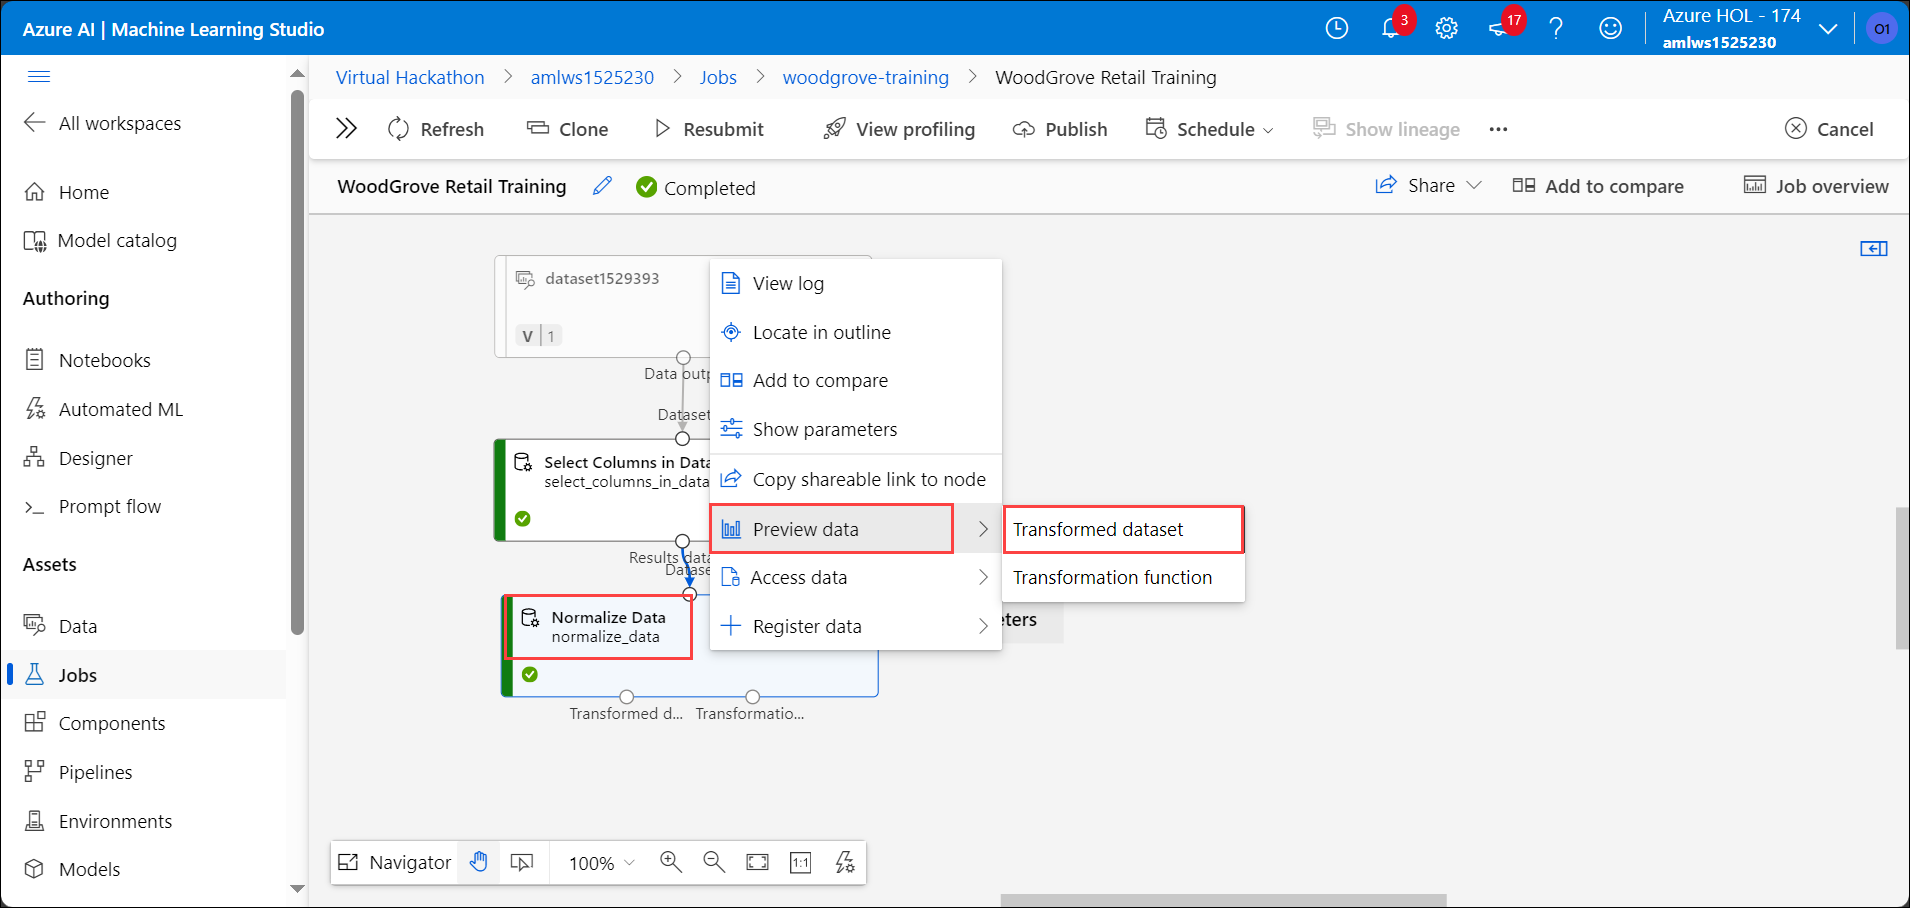 Azure AI | Machine Learning Studio
3
17
Azure HOL - 174
amlws1525230
O1
All workspaces
Home
Model catalog
Authoring
Notebooks
Automated ML
Designer
Prompt flow
Assets
Data
Jobs
Components
Pipelines
Environments
Models
Virtual Hackathon > amlws1525230 > Jobs > woodgrove-training > WoodGrove Retail Training
Refresh Clone Resubmit View profiling Publish Schedule Show lineage ... Cancel
WoodGrove Retail Training Completed Share Add to compare Job overview
dataset1529393
V 1
Data outp
Dataset
Select Columns in Data
select_columns_in_data
Results data
Datase
Normalize Data
normalize_data
Transformed d... Transformatio...
View log
Locate in outline
Add to compare
Show parameters
Copy shareable link to node
Preview data
Access data
Register data
Transformed dataset
Transformation function
ters
Navigator 100% 1:1